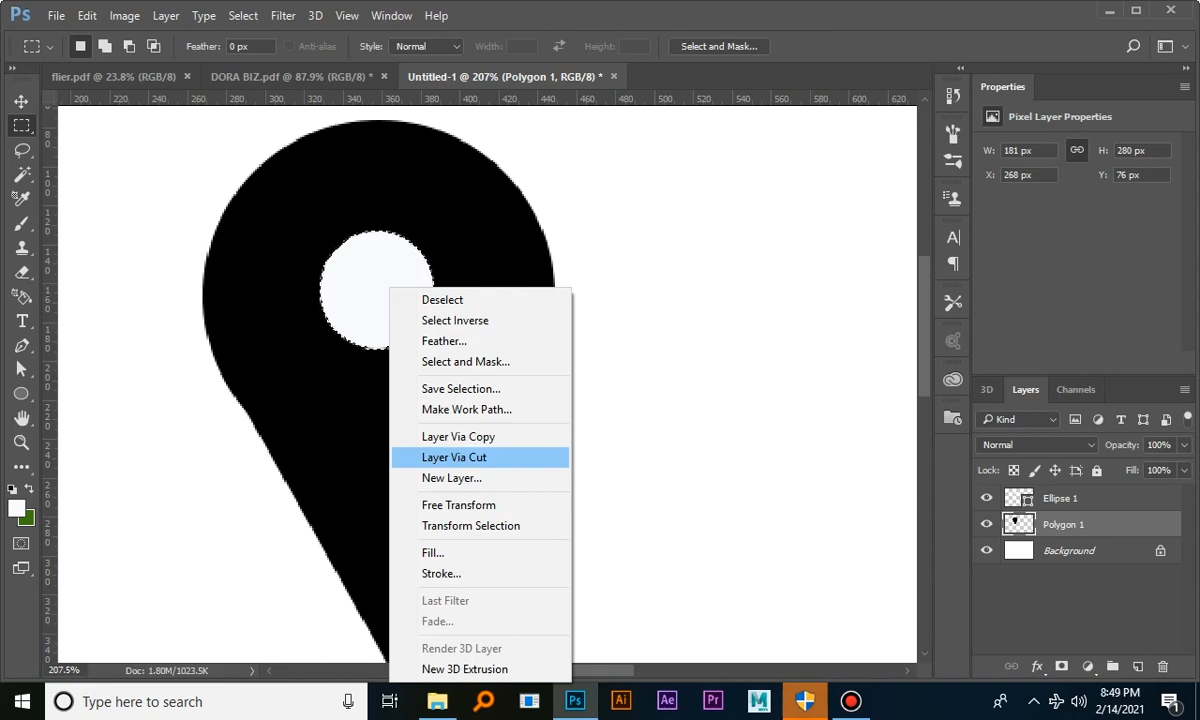 Ps File Edit Image Layer Type Select Filter 3D View Window Help
Feather: 0 px Anti-alias Style: Normal Width: Height: Select and Mask...
flier.pdf @ 23.8% (RGB/8) × DORA BIZ.pdf @ 87.9% (RGB/8) * × Untitled-1 @ 207% (Polygon 1, RGB/8) * ×
200 220 240 260 280 300 320 340 360 380 400 420 440 460 480 500 520 540 560 580 600 620
Deselect
Select Inverse
Feather...
Select and Mask...
Save Selection...
Make Work Path...
Layer Via Copy
Layer Via Cut
New Layer...
Free Transform
Transform Selection
Fill...
Stroke...
Last Filter
Fade...
Render 3D Layer
New 3D Extrusion
Properties
Pixel Layer Properties
W: 181 px H: 280 px
X: 268 px Y: 76 px
3D Layers Channels
Kind
Normal Opacity: 100%
Lock: Fill: 100%
Ellipse 1
Polygon 1
Background
207.5% Doc: 1.80M/1023.5K
Type here to search
Ps Ai Ae Pr M
8:49 PM
2/14/2021
1